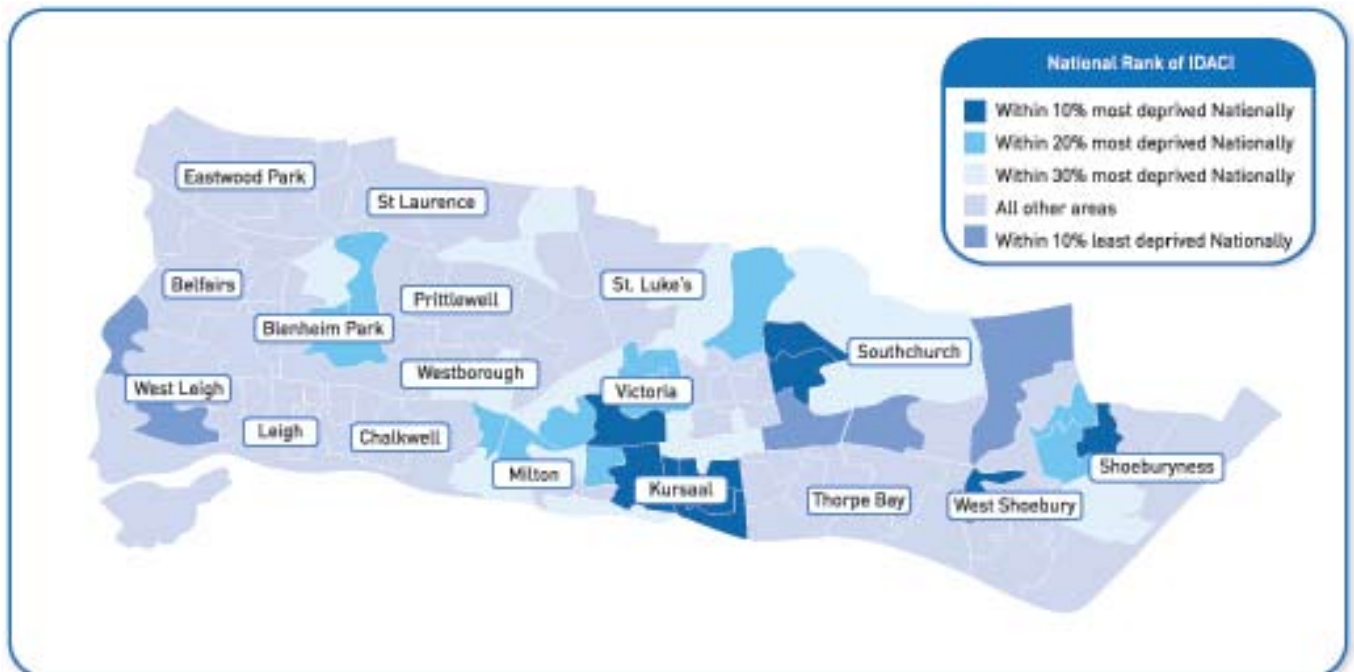 National Rank of IDACI
Within 10% most deprived Nationally
Within 20% most deprived Nationally
Within 30% most deprived Nationally
All other areas
Within 10% least deprived Nationally
Eastwood Park
St Laurence
Belfairs
Prittlewell
St. Luke's
Blenheim Park
Southchurch
Westborough
West Leigh
Victoria
Leigh
Chalkwell
Milton
Kursaal
Thorpe Bay
West Shoebury
Shoeburyness